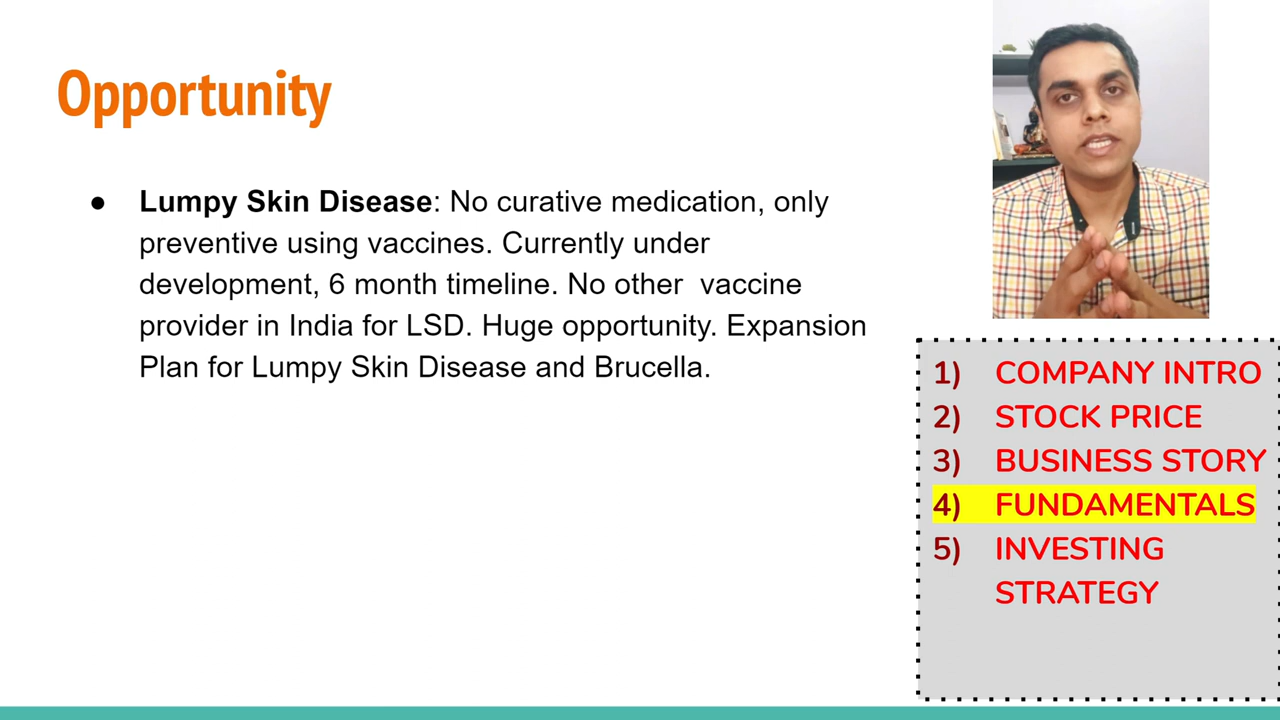 Opportunity
● Lumpy Skin Disease: No curative medication, only
preventive using vaccines. Currently under
development, 6 month timeline. No other  vaccine
provider in India for LSD. Huge opportunity. Expansion
Plan for Lumpy Skin Disease and Brucella.
1) COMPANY INTRO
2) STOCK PRICE
3) BUSINESS STORY
4) FUNDAMENTALS
5) INVESTING
STRATEGY